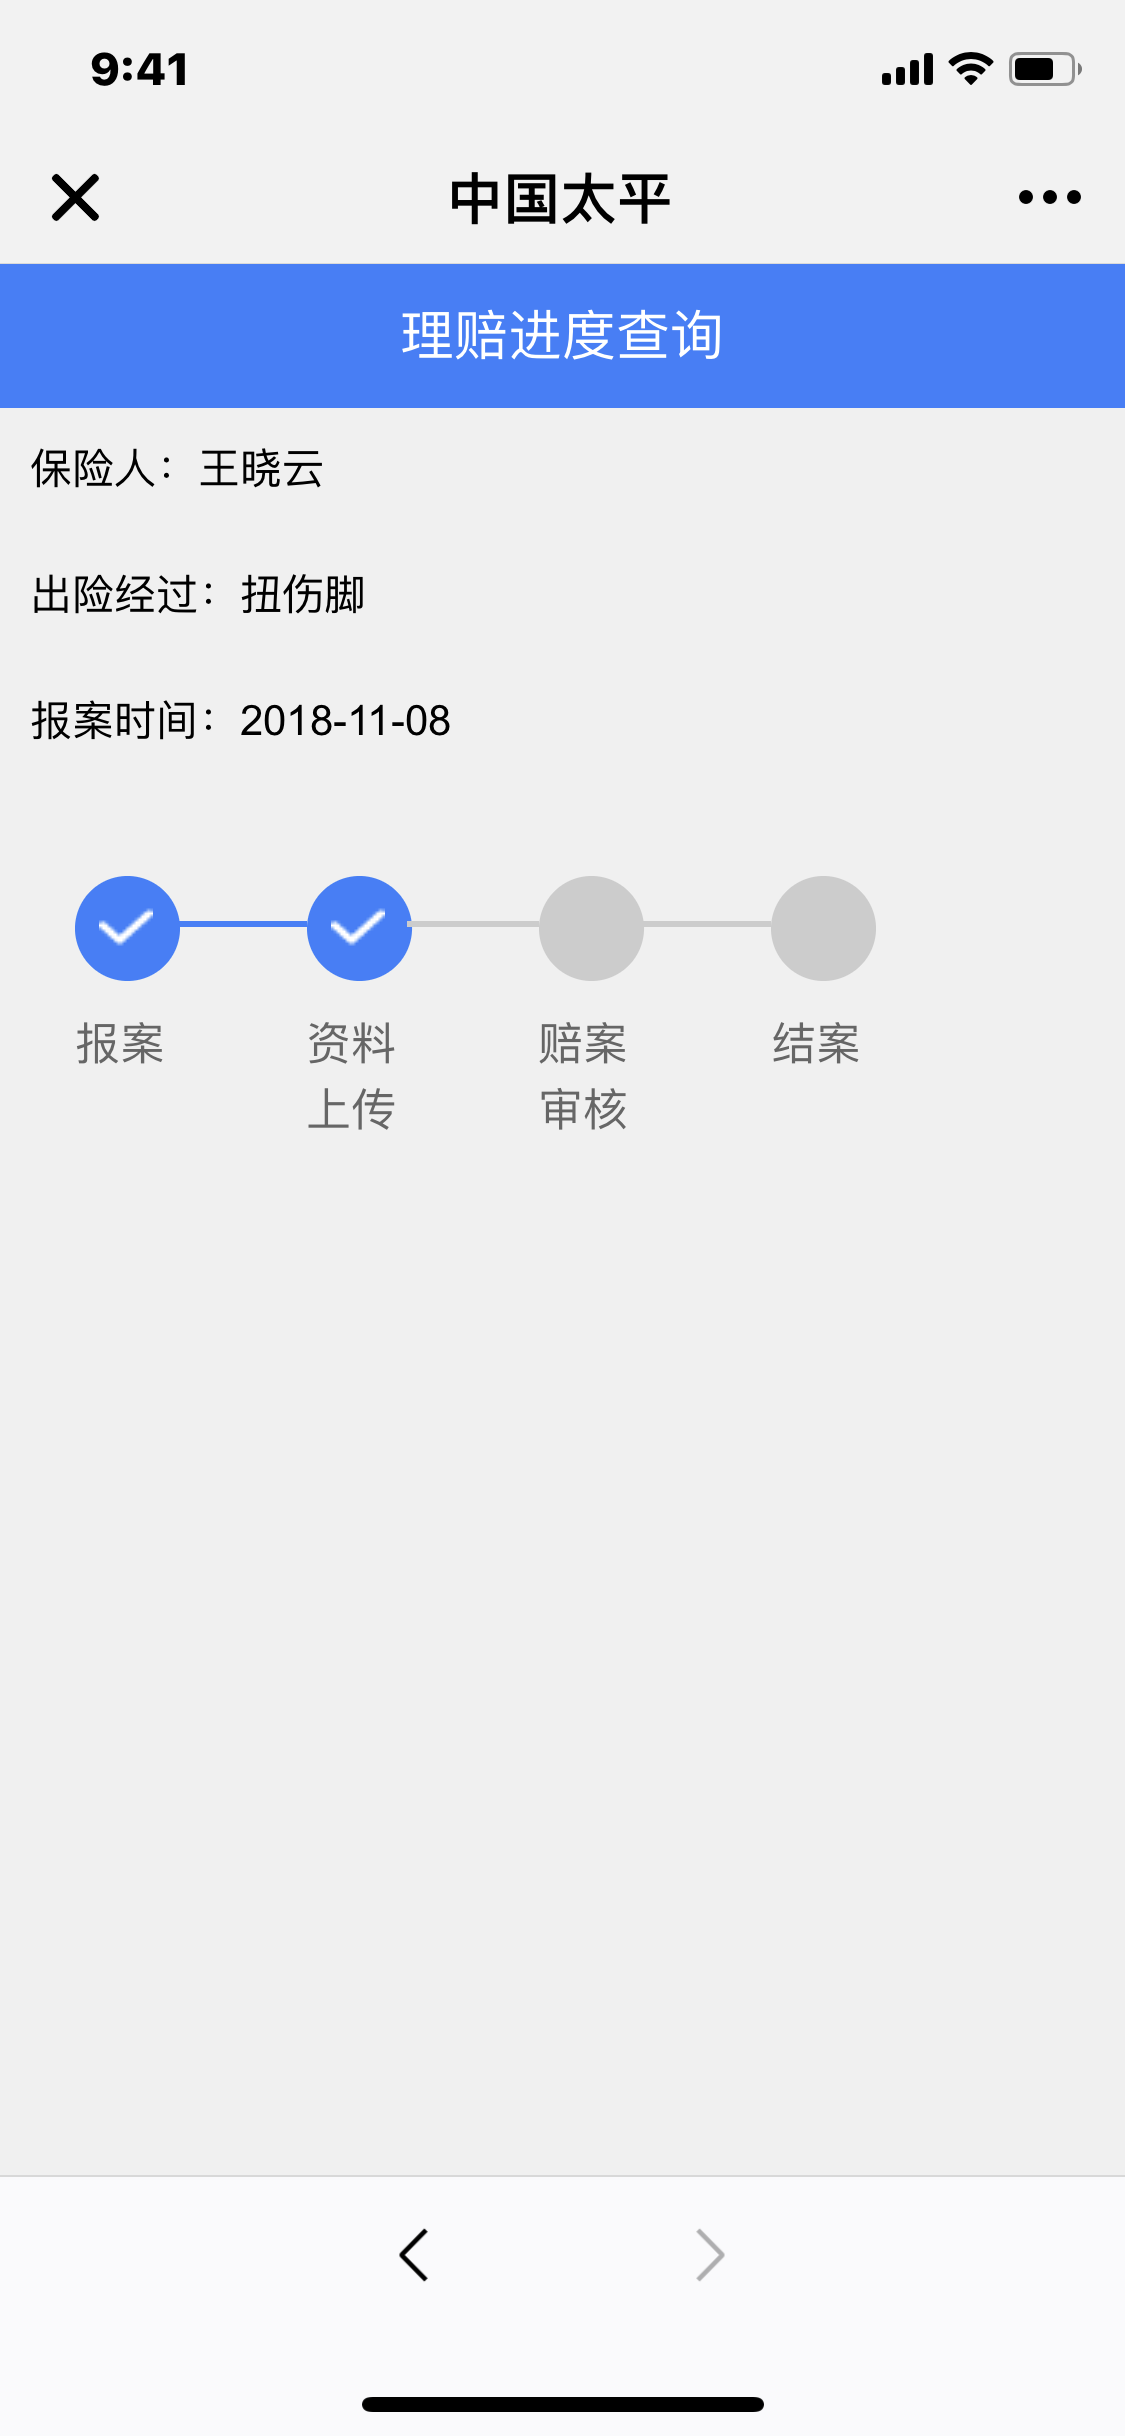 9:41
中国太平
理赔进度查询
保险人：王晓云
出险经过：扭伤脚
报案时间：2018-11-08
报案 资料 赔案 结案
上传 审核